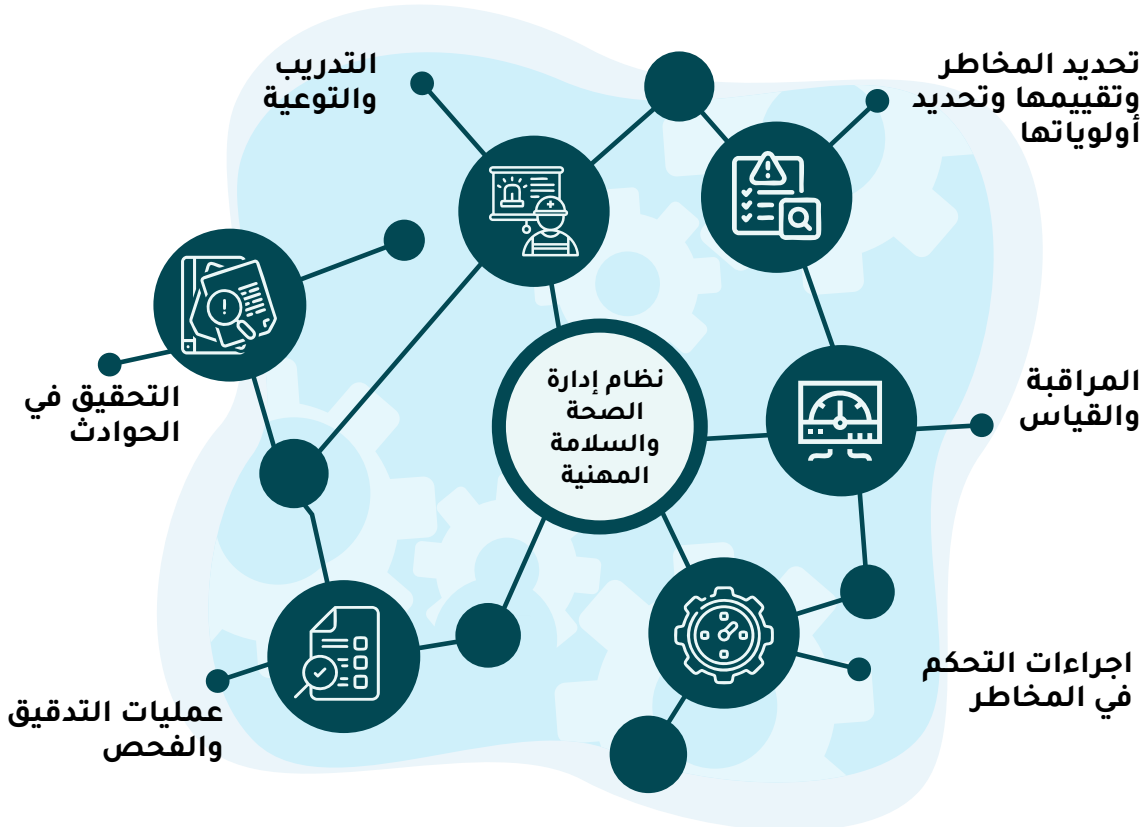 تحديد المخاطر
وتقييمها وتحديد
أولوياتها
التدريب
والتوعية
المراقبة
والقياس
نظام إدارة
الصحة
والسلامة
المهنية
التحقيق في
الحوادث
اجراءات التحكم
في المخاطر
عمليات التدقيق
والفحص